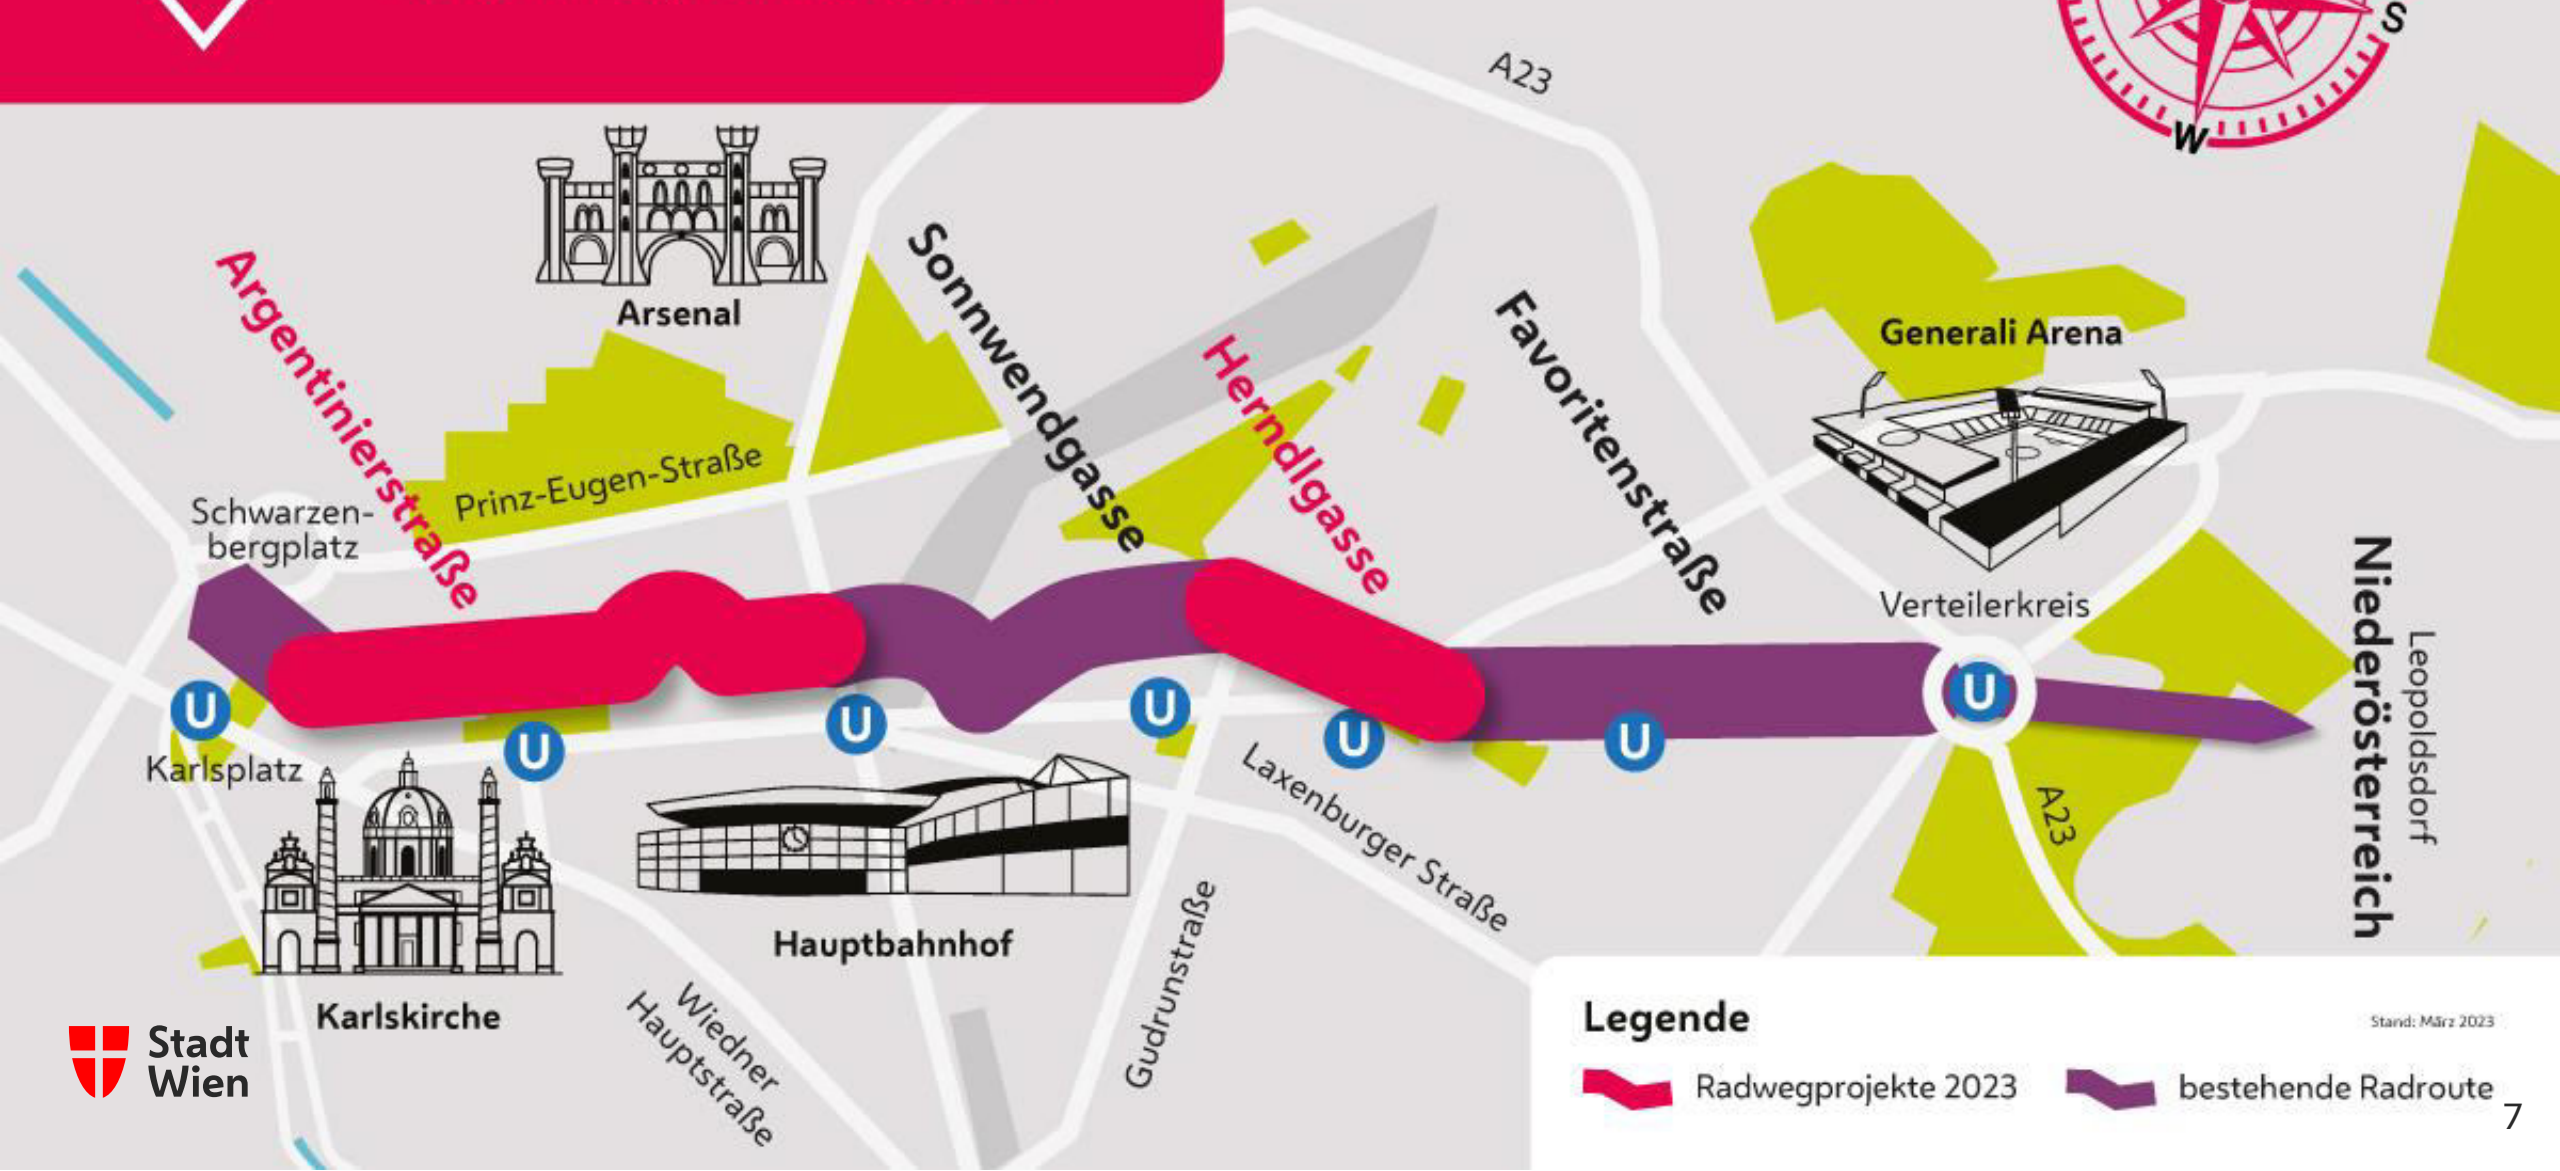 A23
S
W
Arsenal
Sonnwendgasse
Argentinierstraße
Herndlgasse
Favoritenstraße
Generali Arena
Prinz-Eugen-Straße
Schwarzen-
bergplatz
Verteilerkreis
Niederösterreich
Leopoldsdorf
U
U
U
U
U
U
U
Karlsplatz
Laxenburger Straße
A23
Gudrunstraße
Hauptbahnhof
Karlskirche
Wiedner
Hauptstraße
Stadt
Wien
Legende
Stand: März 2023
Radwegprojekte 2023
bestehende Radroute
7